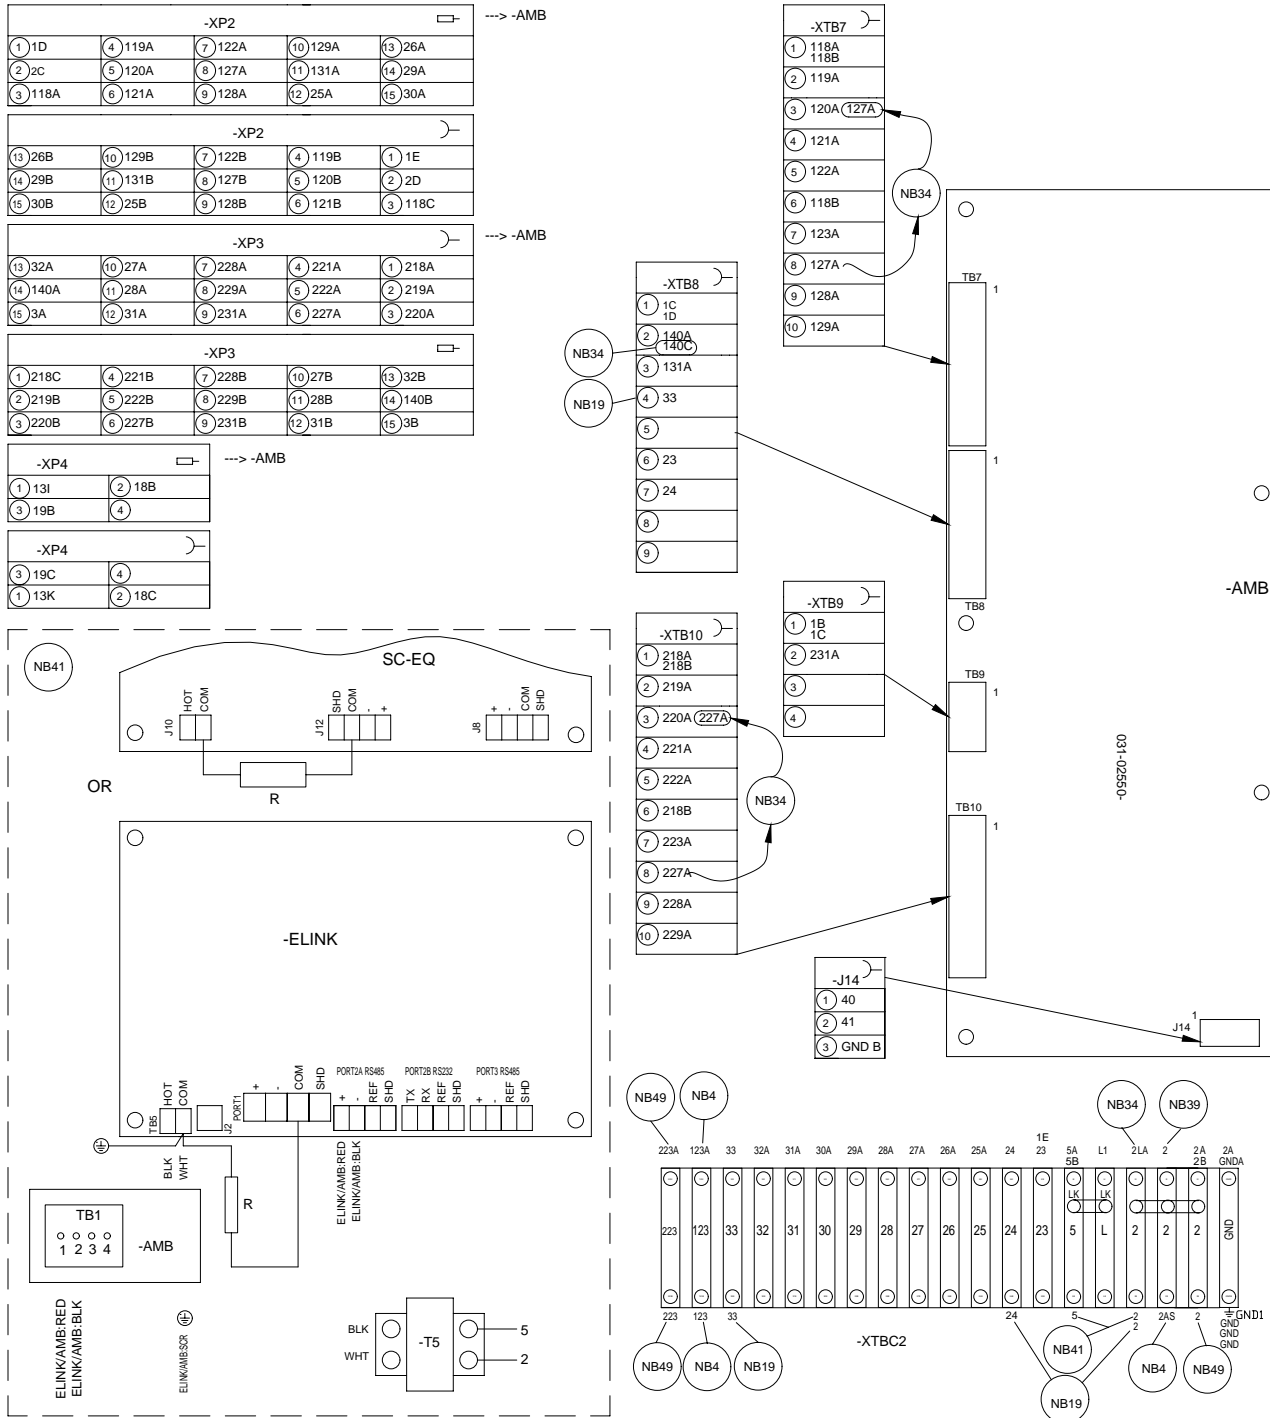 -XP2 ---> -AMB
1 1D 4 119A 7 122A 10 129A 13 26A
2 2C 5 120A 8 127A 11 131A 14 29A
3 118A 6 121A 9 128A 12 25A 15 30A
-XP2
13 26B 10 129B 7 122B 4 119B 1 1E
14 29B 11 131B 8 127B 5 120B 2 2D
15 30B 12 25B 9 128B 6 121B 3 118C
-XP3 ---> -AMB
13 32A 10 27A 7 228A 4 221A 1 218A
14 140A 11 28A 8 229A 5 222A 2 219A
15 3A 12 31A 9 231A 6 227A 3 220A
-XP3
1 218C 4 221B 7 228B 10 27B 13 32B
2 219B 5 222B 8 229B 11 28B 14 140B
3 220B 6 227B 9 231B 12 31B 15 3B
-XP4 ---> -AMB
1 13I 2 18B
3 19B 4
-XP4
3 19C 4
1 13K 2 18C
-XTB7
1 118A
118B
2 119A
3 120A 127A
4 121A
5 122A
6 118B
7 123A
8 127A
9 128A
10 129A
NB34
-XTB8
1 1C
1D
2 140A
140C
3 131A
4 33
5
6 23
7 24
8
9
NB34
NB19
-XTB9
1 1B
1C
2 231A
3
4
-XTB10
1 218A
218B
2 219A
3 220A 227A
4 221A
5 222A
6 218B
7 223A
8 227A
9 228A
10 229A
NB34
-J14
1 40
2 41
3 GND B
TB7
1
1
TB8
TB9
1
TB10
1
J14
1
-AMB
031-02550-
NB41
SC-EQ
J10
HOT
COM
J12
SHD
COM
-
+
J8
+
-
COM
SHD
R
OR
-ELINK
TB5
HOT
COM
J2
PORT1
+
-
COM
SHD
PORT2A RS485
+
-
REF
SHD
PORT2B RS232
TX
RX
REF
SHD
PORT3 RS485
+
-
REF
SHD
BLK
WHT
R
ELINK/AMB:RED
ELINK/AMB:BLK
TB1
1 2 3 4
-AMB
ELINK/AMB:RED
ELINK/AMB:BLK
ELINK/AMB:SCR
BLK
WHT
-T5
5
2
NB49 NB4 NB34 NB39
1E
223A 123A 33 32A 31A 30A 29A 28A 27A 26A 25A 24 23 5A L1 2LA 2 2A 2A
5B 2B GNDA
LK LK
223 123 33 32 31 30 29 28 27 26 25 24 23 5 L 2 2 2 GND
223 123 33 24 5 2 2AS 2 GND1
2 GND
GND
GND
-XTBC2
NB49 NB4 NB19 NB41 NB4 NB49
NB19